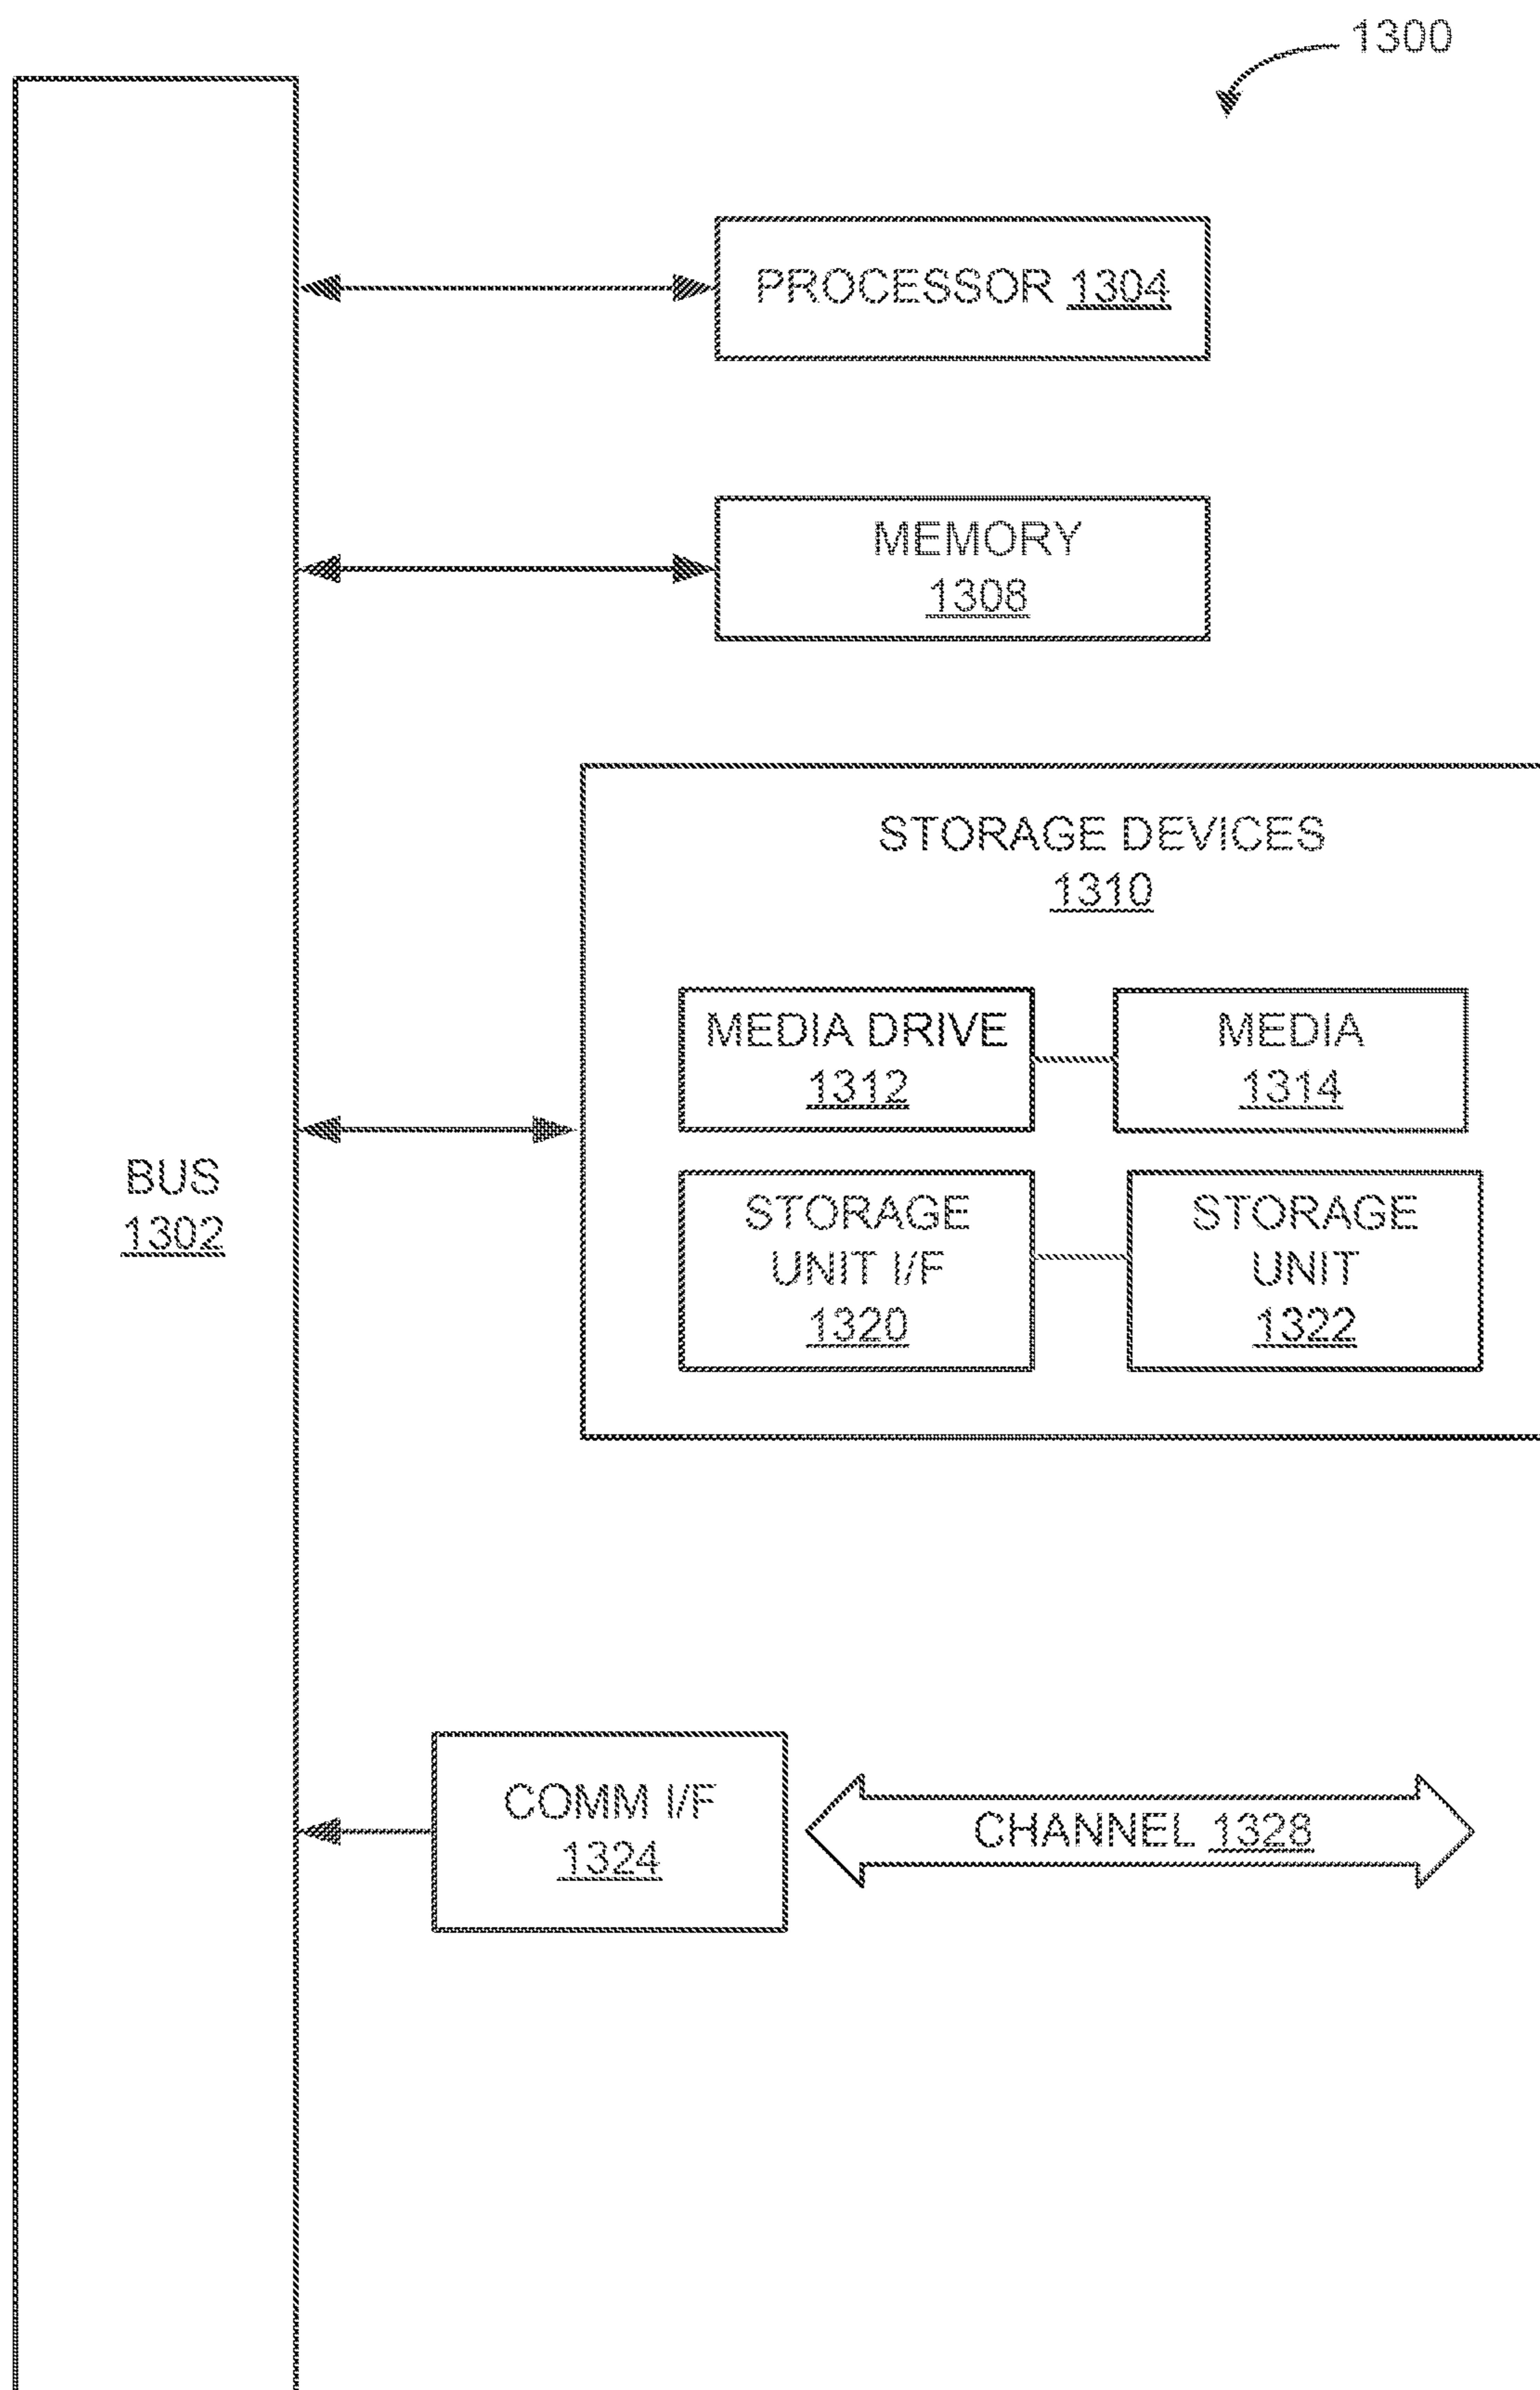 1300
PROCESSOR 1304
MEMORY
1308
STORAGE DEVICES
1310
MEDIA DRIVE
1312
MEDIA
1314
BUS
1302
STORAGE
UNIT I/F
1320
STORAGE
UNIT
1322
COMM I/F
1324
CHANNEL 1328